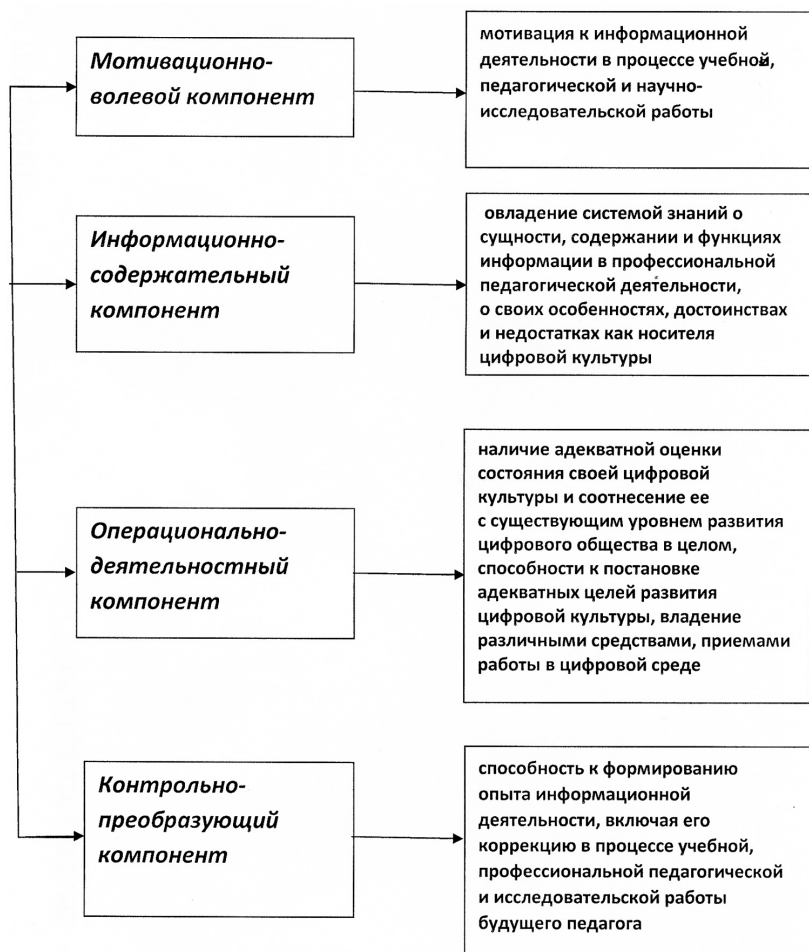 Мотивационно-
волевой компонент
мотивация к информационной
деятельности в процессе учебной,
педагогической и научно-
исследовательской работы
Информационно-
содержательный
компонент
овладение системой знаний о
сущности, содержании и функциях
информации в профессиональной
педагогической деятельности,
о своих особенностях, достоинствах
и недостатках как носителя
цифровой культуры
Операционально-
деятельностный
компонент
наличие адекватной оценки
состояния своей цифровой
культуры и соотнесение ее
с существующим уровнем развития
цифрового общества в целом,
способности к постановке
адекватных целей развития
цифровой культуры, владение
различными средствами, приемами
работы в цифровой среде
Контрольно-
преобразующий
компонент
способность к формированию
опыта информационной
деятельности, включая его
коррекцию в процессе учебной,
профессиональной педагогической
и исследовательской работы
будущего педагога